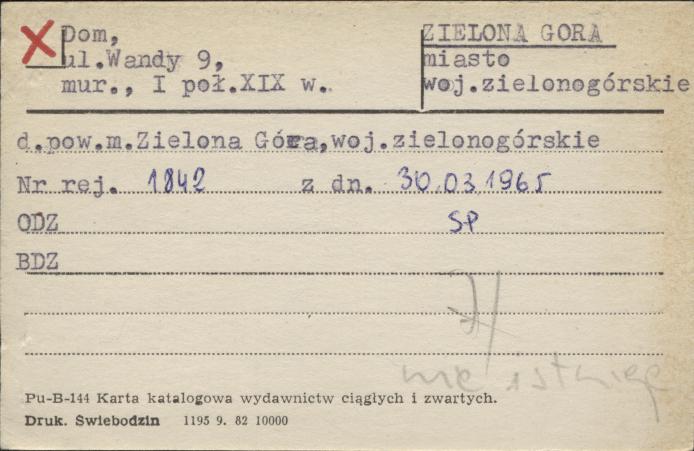 Dom,
ul.Wandy 9,
mur., I poł.XIX w.
ZIELONA GORA
miasto
woj.zielonogórskie
d.pow.m.Zielona Góra,woj.zielonogórskie
Nr rej. 1842 z dn. 30.03.1965
ODZ SP
BDZ
nie istnieje
Pu-B-144 Karta katalogowa wydawnictw ciągłych i zwartych.
Druk. Świebodzin 1195 9. 82 10000